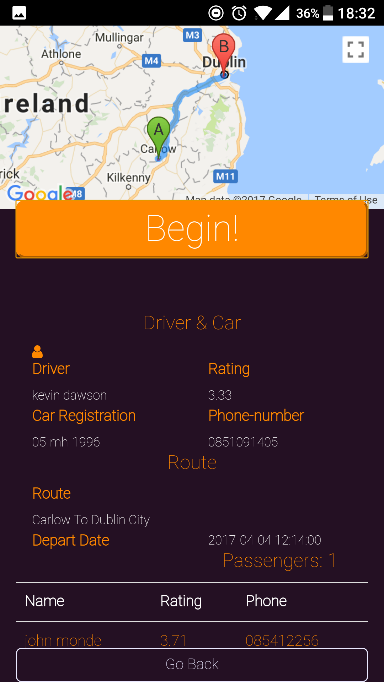 36% 18:32
Mullingar
M3
Athlone
M4
B
Dublin
reland
A
Carlow
Kilkenny
M11
Google
M8
Map data ©2017 Google Terms of Use
Begin!
Driver & Car
Driver Rating
kevin dawson 3.33
Car Registration Phone-number
05 mh 1996 0851091405
Route
Route
Carlow To Dublin City
Depart Date 2017-04-04 12:14:00
Passengers: 1
Name Rating Phone
john monde 3.71 085412256
Go Back